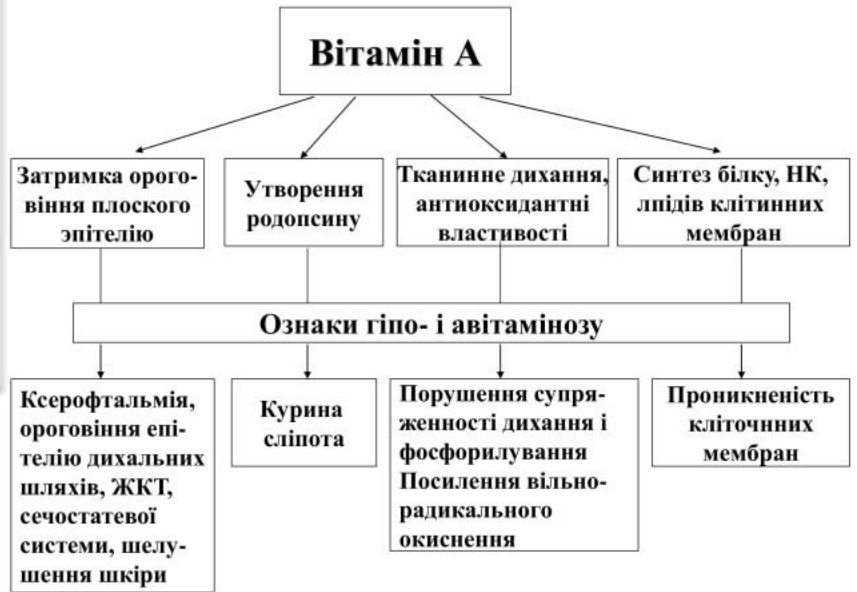 Вітамін А
Затримка орого-
віння плоского
эпітелію
Утворення
родопсину
Тканинне дихання,
антиоксидантні
властивості
Синтез білку, НК,
лпідів клітинних
мембран
Ознаки гіпо- і авітамінозу
Ксерофтальмія,
ороговіння епі-
телію дихальних
шляхів, ЖКТ,
сечостатевої
системи, шелу-
шення шкіри
Курина
сліпота
Порушення супря-
женності дихання і
фосфорилування
Посилення вільно-
радикального
окиснення
Проникненість
кліточнних
мембран